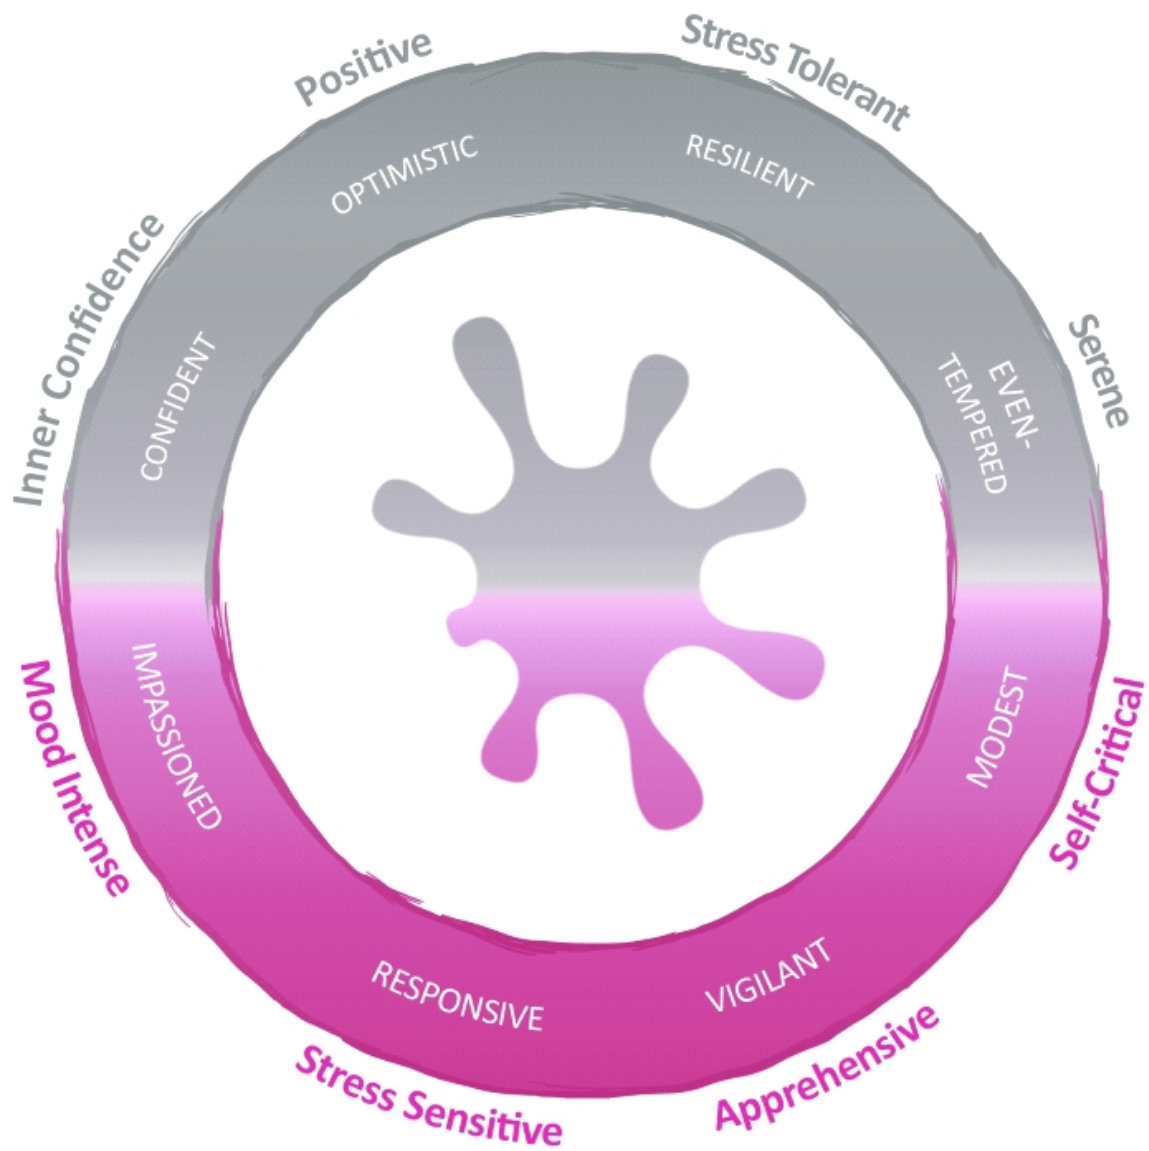 Positive
Stress Tolerant
OPTIMISTIC
RESILIENT
Inner Confidence
CONFIDENT
EVEN-
TEMPERED
Serene
Mood Intense
IMPASSIONED
MODEST
Self-Critical
RESPONSIVE
VIGILANT
Stress Sensitive
Apprehensive